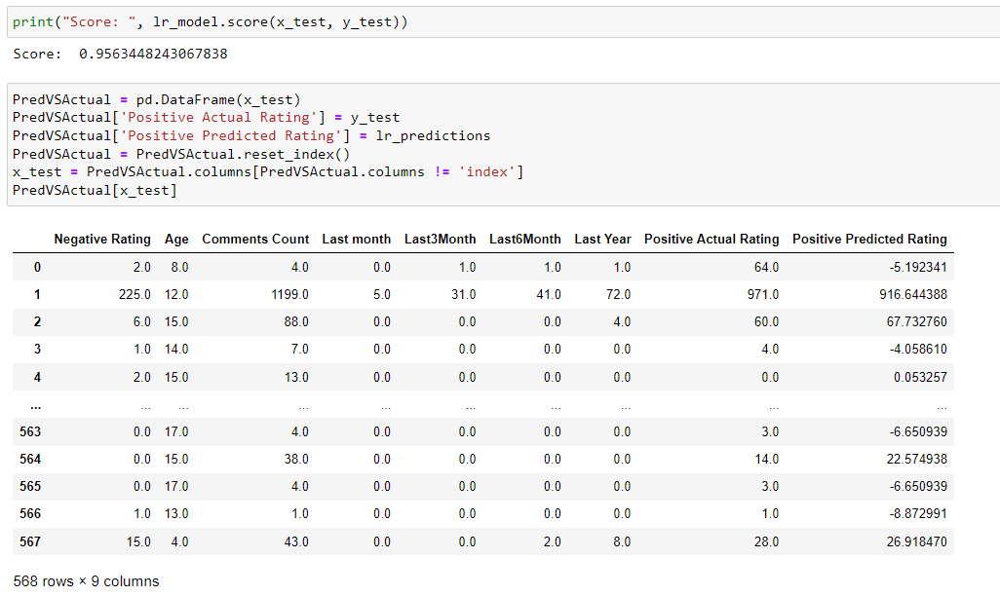 print("Score: ", lr_model.score(x_test, y_test))
Score:  0.9563448243067838
PredVSActual = pd.DataFrame(x_test)
PredVSActual['Positive Actual Rating'] = y_test
PredVSActual['Positive Predicted Rating'] = lr_predictions
PredVSActual = PredVSActual.reset_index()
x_test = PredVSActual.columns[PredVSActual.columns != 'index']
PredVSActual[x_test]
Negative Rating Age Comments Count Last month Last3Month Last6Month Last Year Positive Actual Rating Positive Predicted Rating
0 2.0 8.0 4.0 0.0 1.0 1.0 1.0 64.0 -5.192341
1 225.0 12.0 1199.0 5.0 31.0 41.0 72.0 971.0 916.644388
2 6.0 15.0 88.0 0.0 0.0 0.0 4.0 60.0 67.732760
3 1.0 14.0 7.0 0.0 0.0 0.0 0.0 4.0 -4.058610
4 2.0 15.0 13.0 0.0 0.0 0.0 0.0 0.0 0.053257
... ... ... ... ... ... ... ... ... ...
563 0.0 17.0 4.0 0.0 0.0 0.0 0.0 3.0 -6.650939
564 0.0 15.0 38.0 0.0 0.0 0.0 0.0 14.0 22.574938
565 0.0 17.0 4.0 0.0 0.0 0.0 0.0 3.0 -6.650939
566 1.0 13.0 1.0 0.0 0.0 0.0 0.0 1.0 -8.872991
567 15.0 4.0 43.0 0.0 0.0 2.0 8.0 28.0 26.918470
568 rows × 9 columns